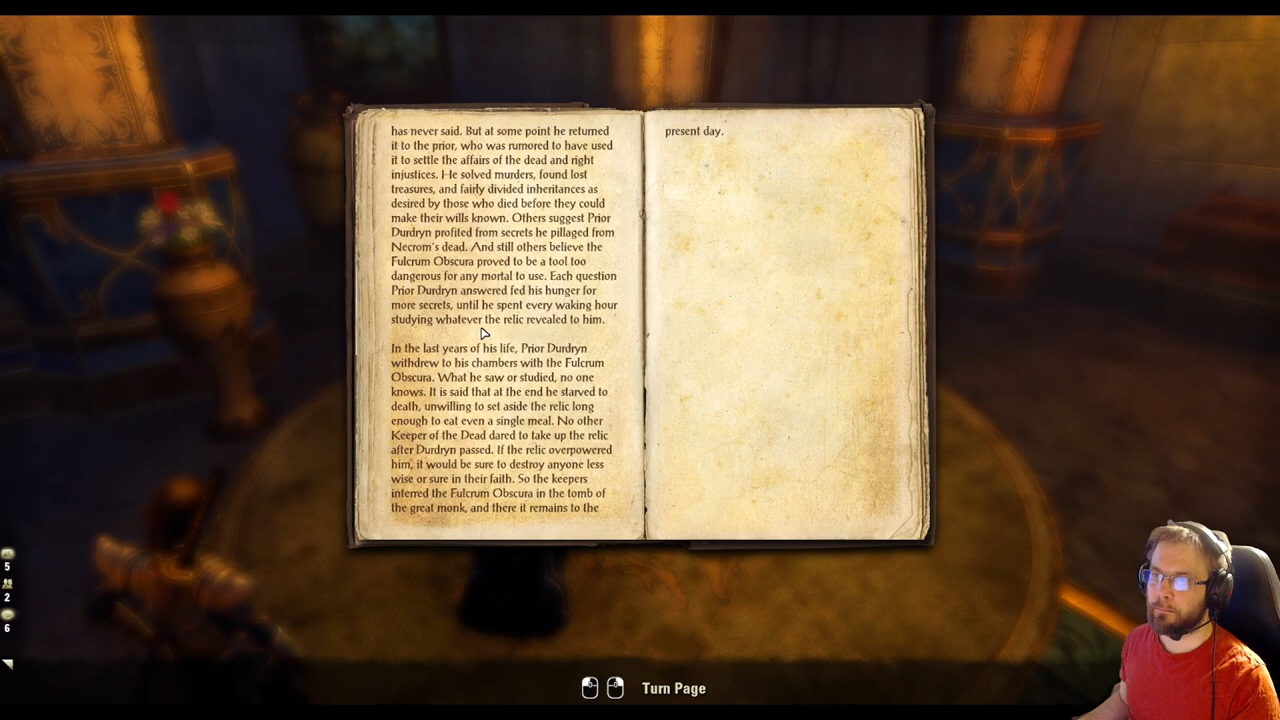 has never said. But at some point he returned
it to the prior, who was rumored to have used
it to settle the affairs of the dead and right
injustices. He solved murders, found lost
treasures, and fairly divided inheritances as
desired by those who died before they could
make their wills known. Others suggest Prior
Durdryn profited from secrets he pillaged from
Necrom's dead. And still others believe the
Fulcrum Obscura proved to be a tool too
dangerous for any mortal to use. Each question
Prior Durdryn answered fed his hunger for
more secrets, until he spent every waking hour
studying whatever the relic revealed to him.
In the last years of his life, Prior Durdryn
withdrew to his chambers with the Fulcrum
Obscura. What he saw or studied, no one
knows. It is said that at the end he starved to
death, unwilling to set aside the relic long
enough to eat even a single meal. No other
Keeper of the Dead dared to take up the relic
after Durdryn passed. If the relic overpowered
him, it would be sure to destroy anyone less
wise or sure in their faith. So the keepers
interred the Fulcrum Obscura in the tomb of
the great monk, and there it remains to the
present day.
5
2
6
Turn Page